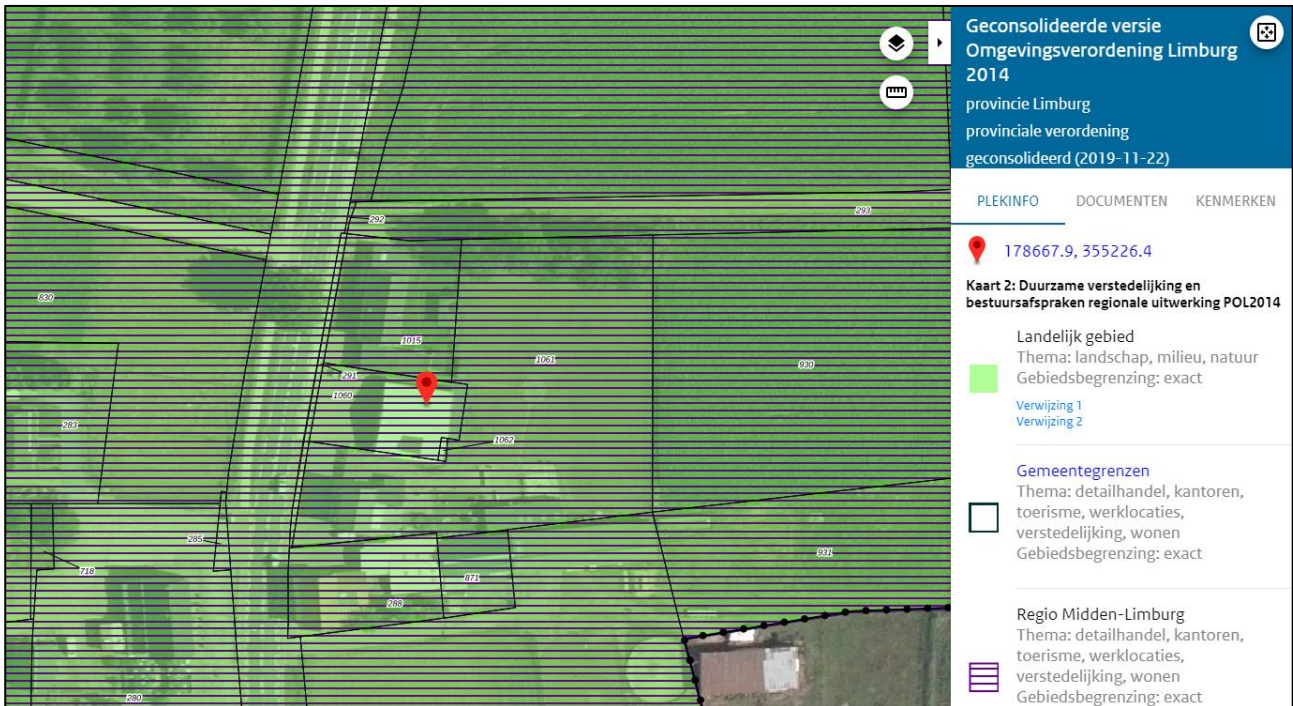 292
293
830
1015
1061
930
291
1060
283
1062
285
931
718
871
288
280
Geconsolideerde versie
Omgevingsverordening Limburg
2014
provincie Limburg
provinciale verordening
geconsolideerd (2019-11-22)
PLEKINFO DOCUMENTEN KENMERKEN
178667.9, 355226.4
Kaart 2: Duurzame verstedelijking en
bestuursafspraken regionale uitwerking POL2014
Landelijk gebied
Thema: landschap, milieu, natuur
Gebiedsbegrenzing: exact
Verwijzing 1
Verwijzing 2
Gemeentegrenzen
Thema: detailhandel, kantoren,
toerisme, werklocaties,
verstedelijking, wonen
Gebiedsbegrenzing: exact
Regio Midden-Limburg
Thema: detailhandel, kantoren,
toerisme, werklocaties,
verstedelijking, wonen
Gebiedsbegrenzing: exact